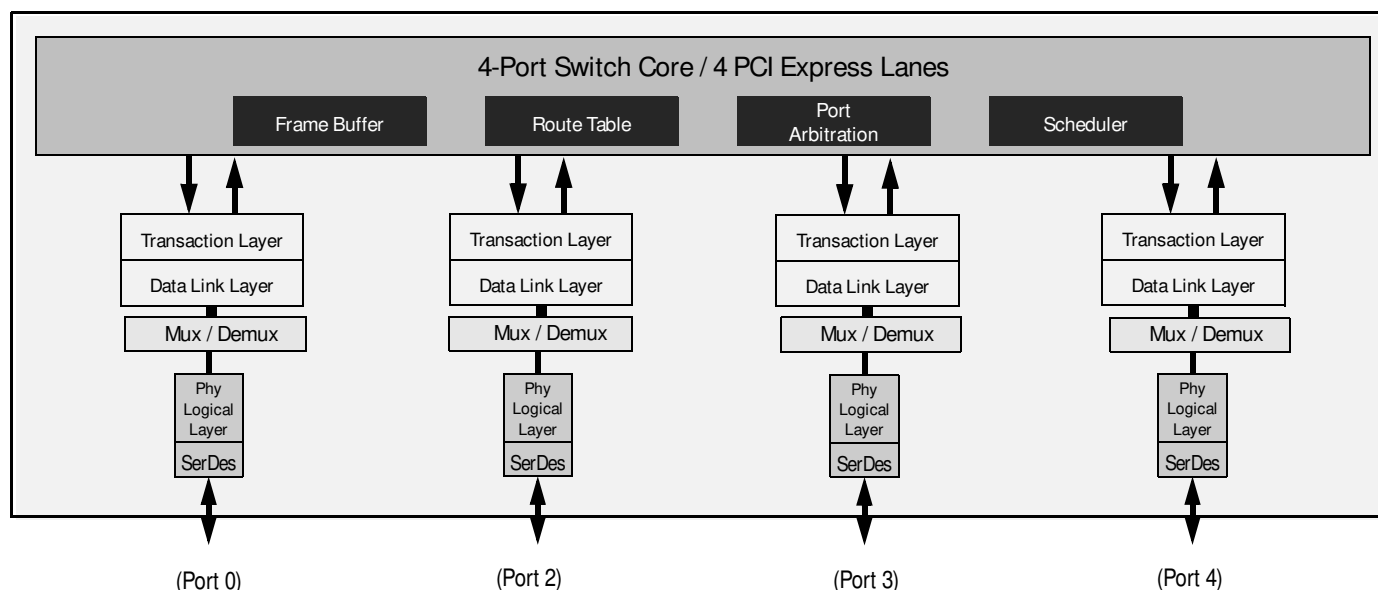 4-Port Switch Core / 4 PCI Express Lanes
Frame Buffer
Route Table
Port
Arbitration
Scheduler
Transaction Layer
Data Link Layer
Mux / Demux
Phy
Logical
Layer
SerDes
(Port 0)
Transaction Layer
Data Link Layer
Mux / Demux
Phy
Logical
Layer
SerDes
(Port 2)
Transaction Layer
Data Link Layer
Mux / Demux
Phy
Logical
Layer
SerDes
(Port 3)
Transaction Layer
Data Link Layer
Mux / Demux
Phy
Logical
Layer
SerDes
(Port 4)